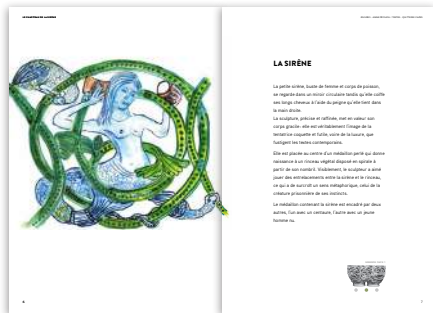 LA SIRÈNE
La petite sirène, buste de femme et corps de poisson,
se regarde dans un miroir circulaire tandis qu'elle coiffe
ses longs cheveux à l'aide du peigne qu'elle tient dans
la main droite.
La sculpture, précise et raffinée, met en valeur son
corps gracile : elle est véritablement l'image de la
tentatrice coquette et futile, voire de la luxure, que
fustigent les textes contemporains.
Elle est placée au centre d'un médaillon perlé qui donne
naissance à un rinceau végétal disposé en spirale à
partir de son nombril. Visiblement, le sculpteur a aimé
jouer des entrelacements entre la sirène et le rinceau,
ce qui a de surcroît un sens métaphorique, celui de la
créature prisonnière de ses instincts.
Le médaillon contenant la sirène est encadré par deux
autres, l'un avec un centaure, l'autre avec un jeune
homme nu.